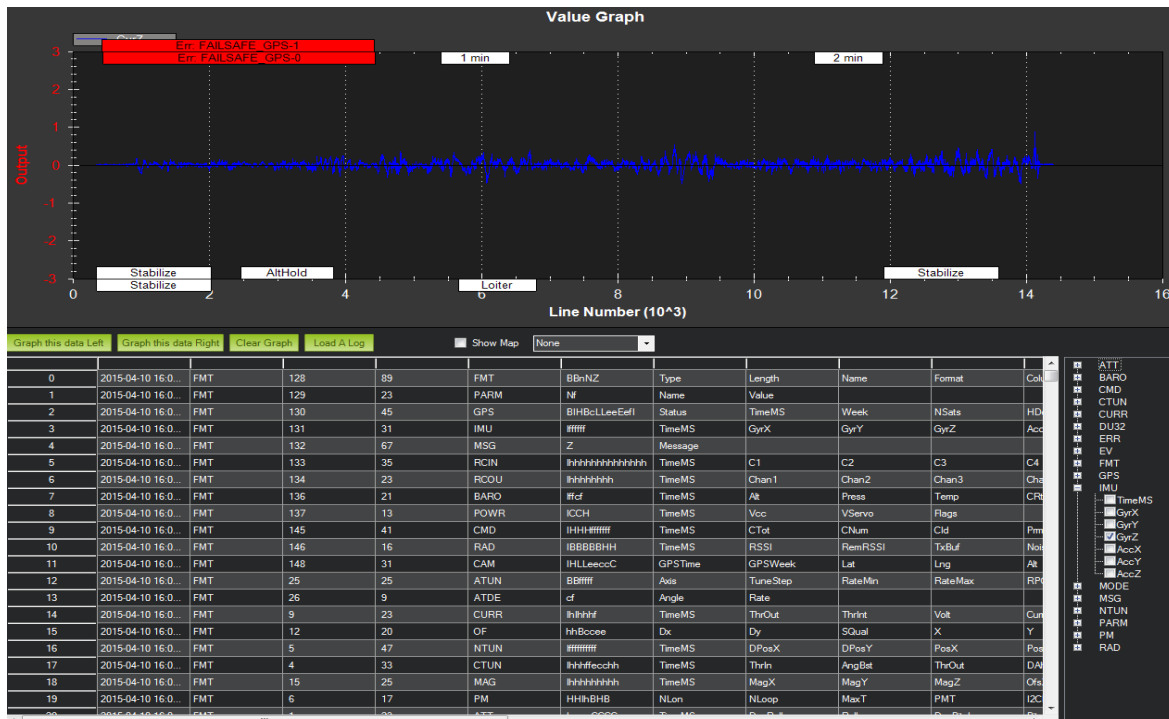 Value Graph
GyrZ
Err: FAILSAFE_GPS-1
Err: FAILSAFE_GPS-0
1 min
2 min
3
2
1
0
-1
-2
-3
Output
Stabilize
AltHold
Stabilize
Stabilize
Loiter
0 2 4 6 8 10 12 14 16
Line Number (10^3)
Graph this data Left Graph this data Right Clear Graph Load A Log Show Map None
0 2015-04-10 16:0... FMT 128 89 FMT BBnNZ Type Length Name Format Colu
1 2015-04-10 16:0... FMT 129 23 PARM Nf Name Value
2 2015-04-10 16:0... FMT 130 45 GPS BIHBcLLeeEefI Status TimeMS Week NSats HDo
3 2015-04-10 16:0... FMT 131 31 IMU Iffffff TimeMS GyrX GyrY GyrZ Acc
4 2015-04-10 16:0... FMT 132 67 MSG Z Message
5 2015-04-10 16:0... FMT 133 35 RCIN Ihhhhhhhhhhhhhh TimeMS C1 C2 C3 C4
6 2015-04-10 16:0... FMT 134 23 RCOU Ihhhhhhhh TimeMS Chan1 Chan2 Chan3 Cha
7 2015-04-10 16:0... FMT 136 21 BARO Iffcf TimeMS Alt Press Temp CRt
8 2015-04-10 16:0... FMT 137 13 POWR ICCH TimeMS Vcc VServo Flags
9 2015-04-10 16:0... FMT 145 41 CMD IHHHfffffff TimeMS CTot CNum CId Prm
10 2015-04-10 16:0... FMT 146 16 RAD IBBBBBHH TimeMS RSSI RemRSSI TxBuf Nois
11 2015-04-10 16:0... FMT 148 31 CAM IHLLeeccC GPSTime GPSWeek Lat Lng Alt
12 2015-04-10 16:0... FMT 25 25 ATUN BBfffff Axis TuneStep RateMin RateMax RPG
13 2015-04-10 16:0... FMT 26 9 ATDE cf Angle Rate
14 2015-04-10 16:0... FMT 9 23 CURR IhIhhhf TimeMS ThrOut ThrInt Volt Curr
15 2015-04-10 16:0... FMT 12 20 OF hhBccee Dx Dy SQual X Y
16 2015-04-10 16:0... FMT 5 47 NTUN Iffffffffff TimeMS DPosX DPosY PosX Pos
17 2015-04-10 16:0... FMT 4 33 CTUN Ihhhffecchh TimeMS ThrIn AngBst ThrOut DAl
18 2015-04-10 16:0... FMT 15 25 MAG Ihhhhhhhhh TimeMS MagX MagY MagZ Ofs
19 2015-04-10 16:0... FMT 6 17 PM HHIhBHB NLon NLoop MaxT PMT I2C
ATT
BARO
CMD
CTUN
CURR
DU32
ERR
EV
FMT
GPS
IMU
TimeMS
GyrX
GyrY
GyrZ
AccX
AccY
AccZ
MODE
MSG
NTUN
PARM
PM
RAD